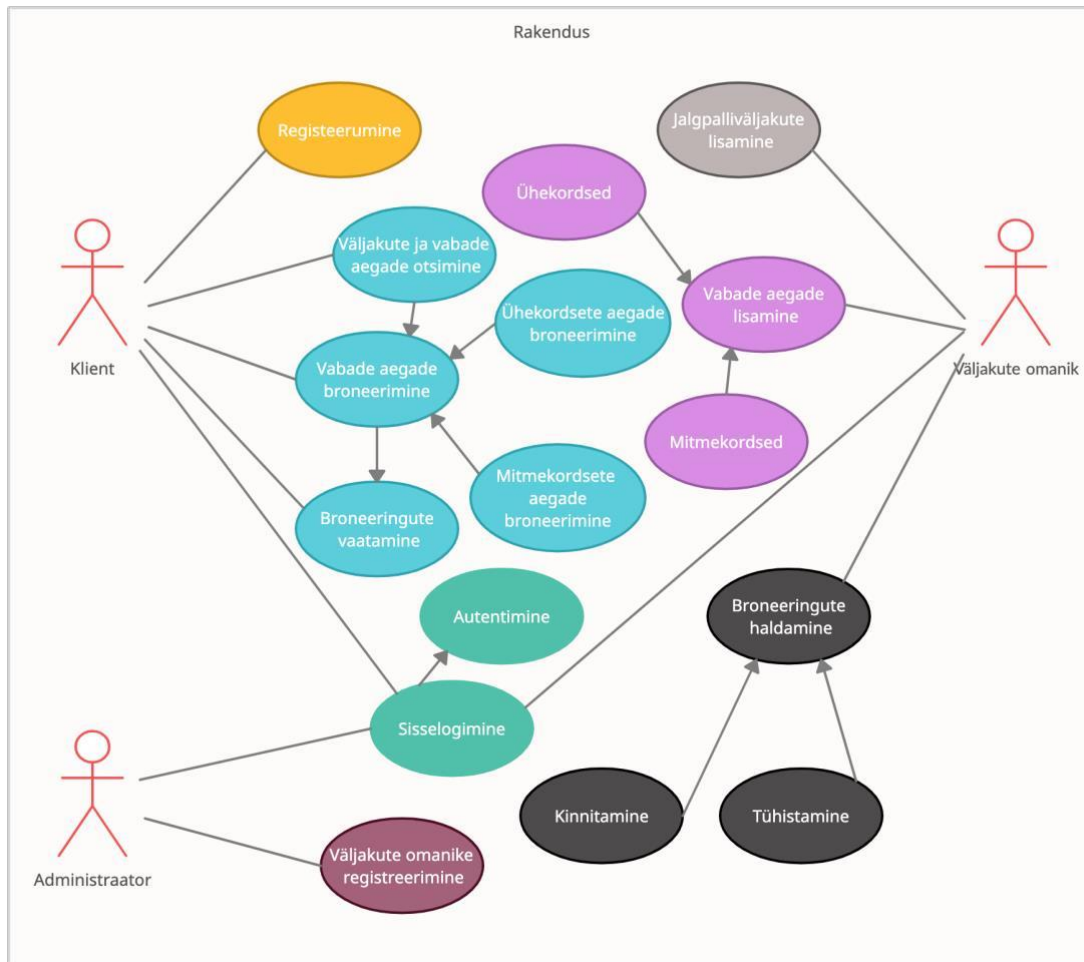 Rakendus
Registeerumine
Jalgpalliväljakute
lisamine
Ühekordsed
Väljakute ja vabade
aegade otsimine
Vabade aegade
lisamine
Ühekordsete aegade
broneerimine
Klient
Vabade aegade
broneerimine
Väljakute omanik
Mitmekordsed
Mitmekordsete
aegade
broneerimine
Broneeringute
vaatamine
Autentimine
Broneeringute
haldamine
Sisselogimine
Kinnitamine
Tühistamine
Väljakute omanike
registreerimine
Administraator